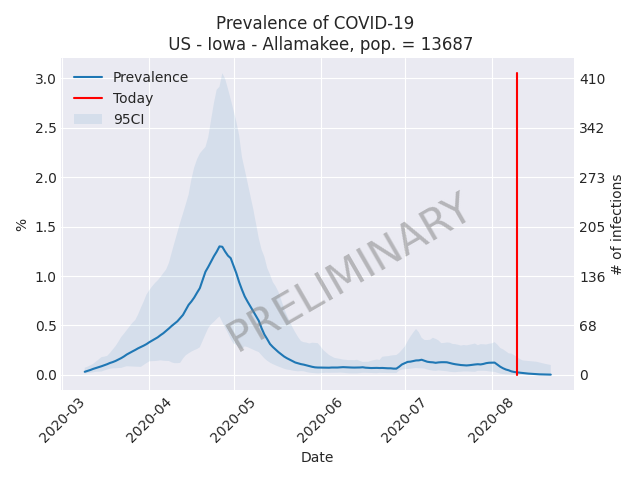 Prevalence of COVID-19
US - Iowa - Allamakee, pop. = 13687
Prevalence
Today
95CI
3.0
2.5
2.0
1.5
1.0
0.5
0.0
%
410
342
273
205
136
68
0
# of infections
PRELIMINARY
2020-03
2020-04
2020-05
2020-06
2020-07
2020-08
Date